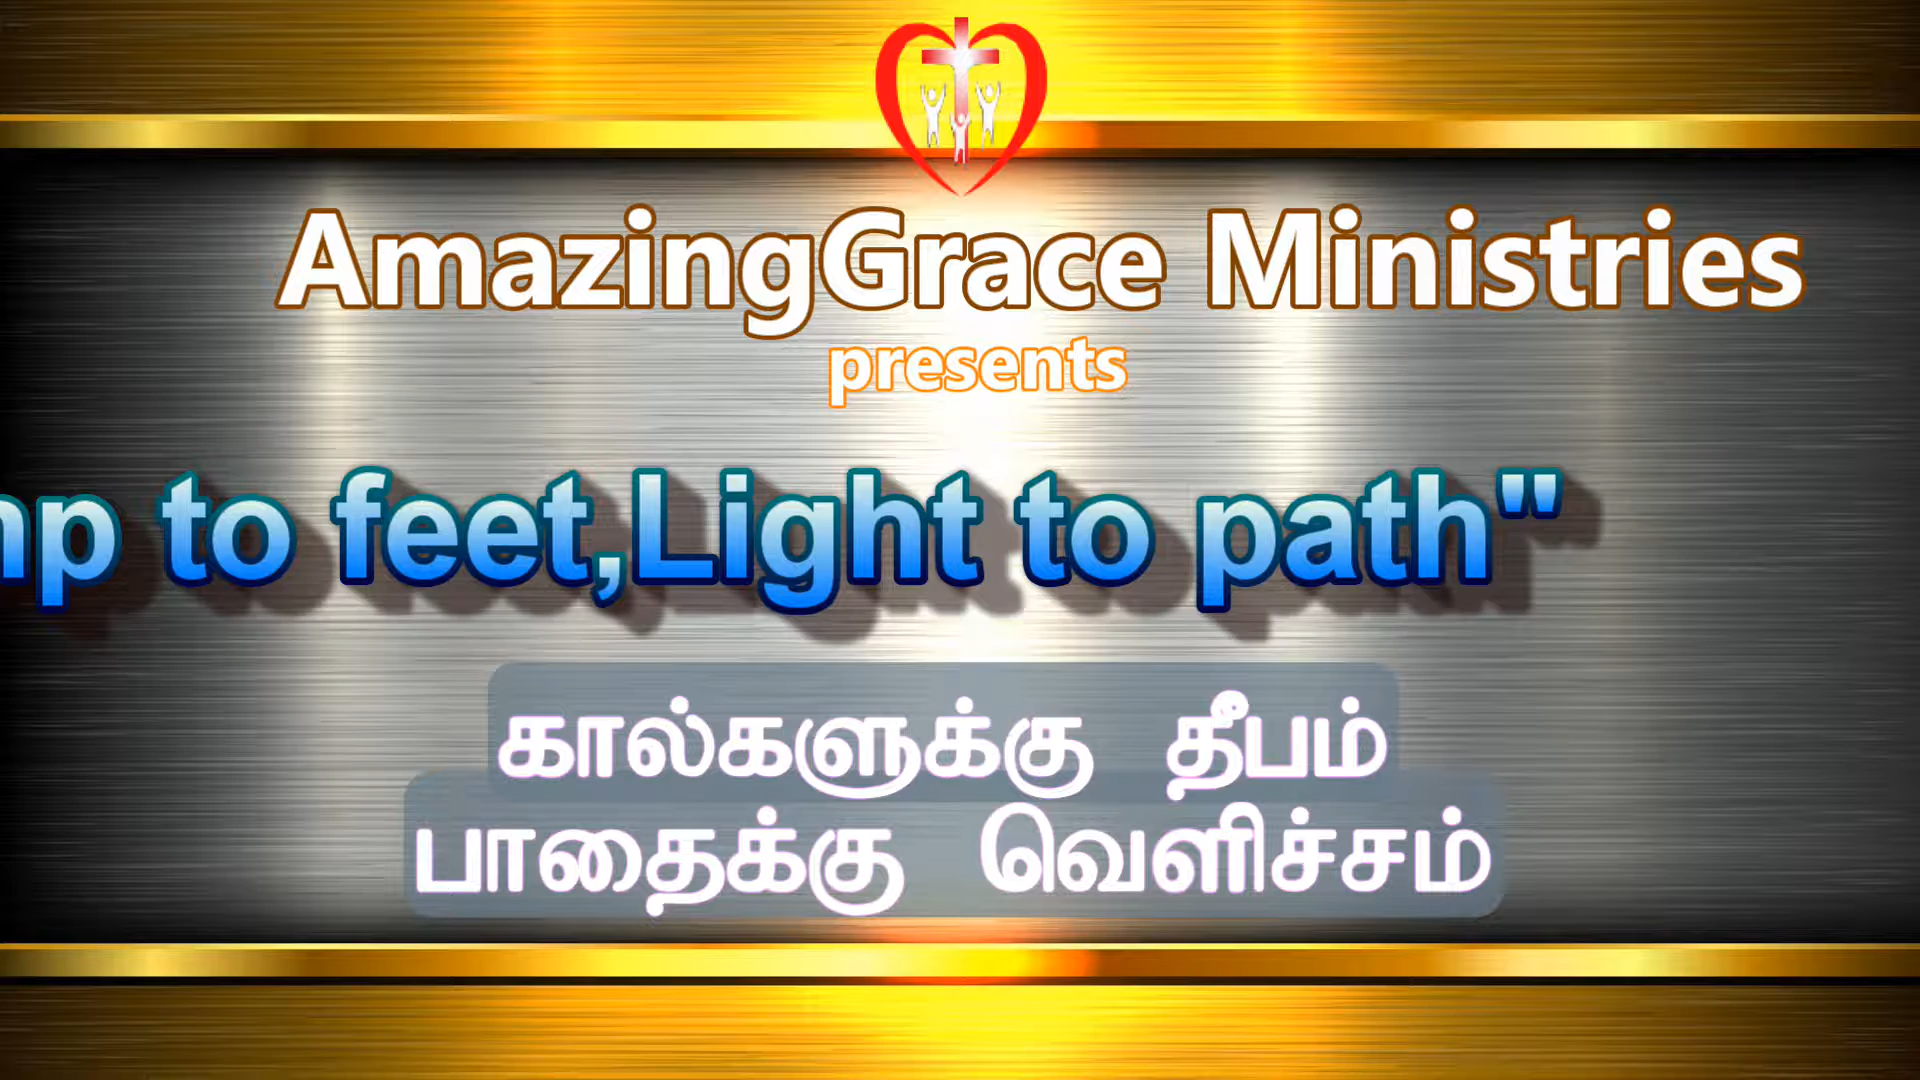 AmazingGrace Ministries
presents
to feet,Light to path"
கால்களுக்கு தீபம்
பாதைக்கு வெளிச்சம்